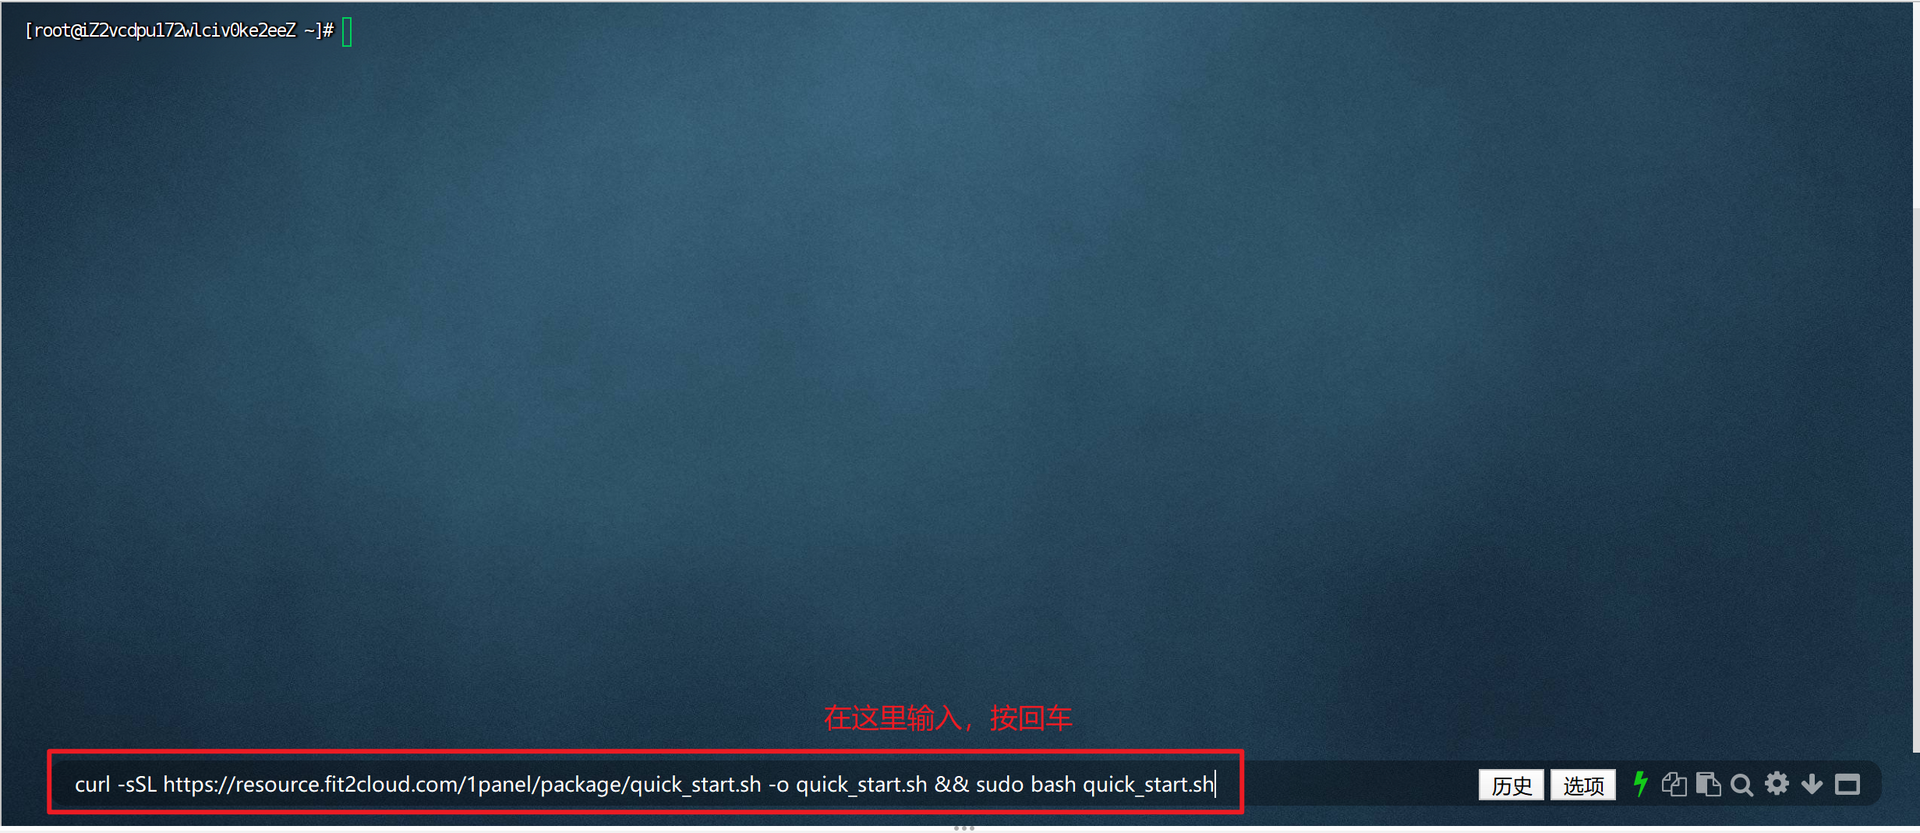 [root@iZ2vcdpul72wlciv0ke2eeZ ~]#
在这里输入，按回车
curl -sSL https://resource.fit2cloud.com/1panel/package/quick_start.sh -o quick_start.sh && sudo bash quick_start.sh
历史 选项